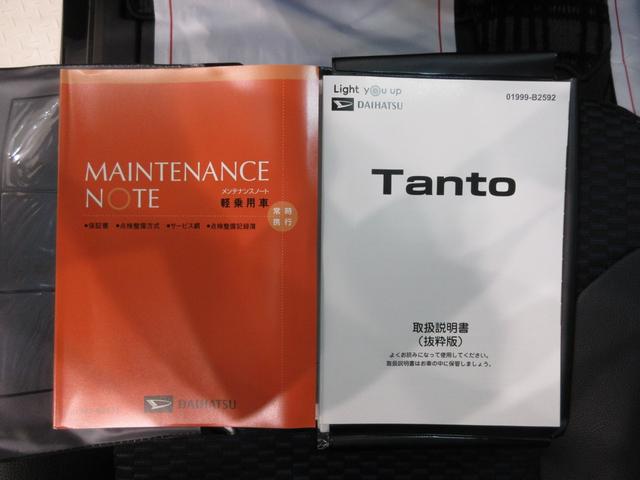 MAINTENANCE
NOTE
メンテナンスノート
軽乗用車
常時
携行
●保証書 ●点検整備方式 ●サービス網 ●点検整備記録簿
DAIHATSU
Light you up
DAIHATSU
01999-B2592
Tanto
取扱説明書
(抜粋版)
よくお読みになって使用してください。
取扱説明書はお車の中に保管しましょう。